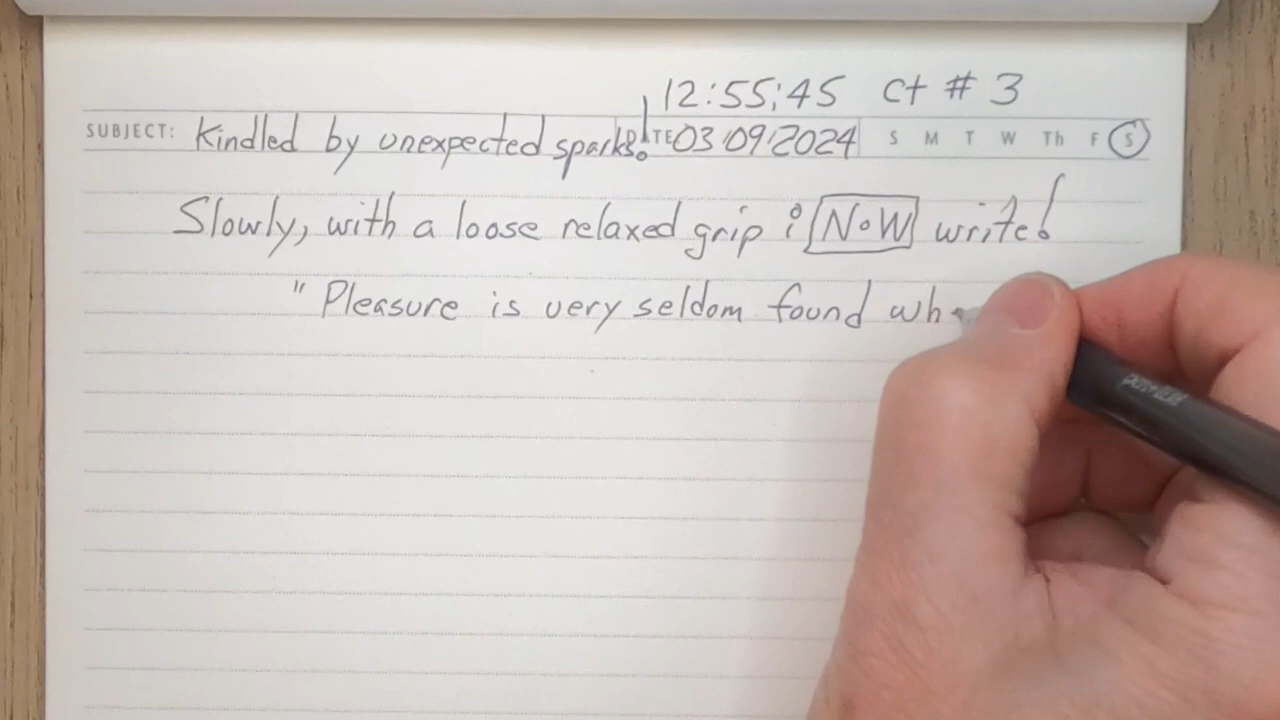 12:55:45 ct # 3
SUBJECT: Kindled by unexpected sparks! DATE 03/09/2024 S M T W Th F S
Slowly, with a loose relaxed grip ; NOW write!
"Pleasure is very seldom found wh